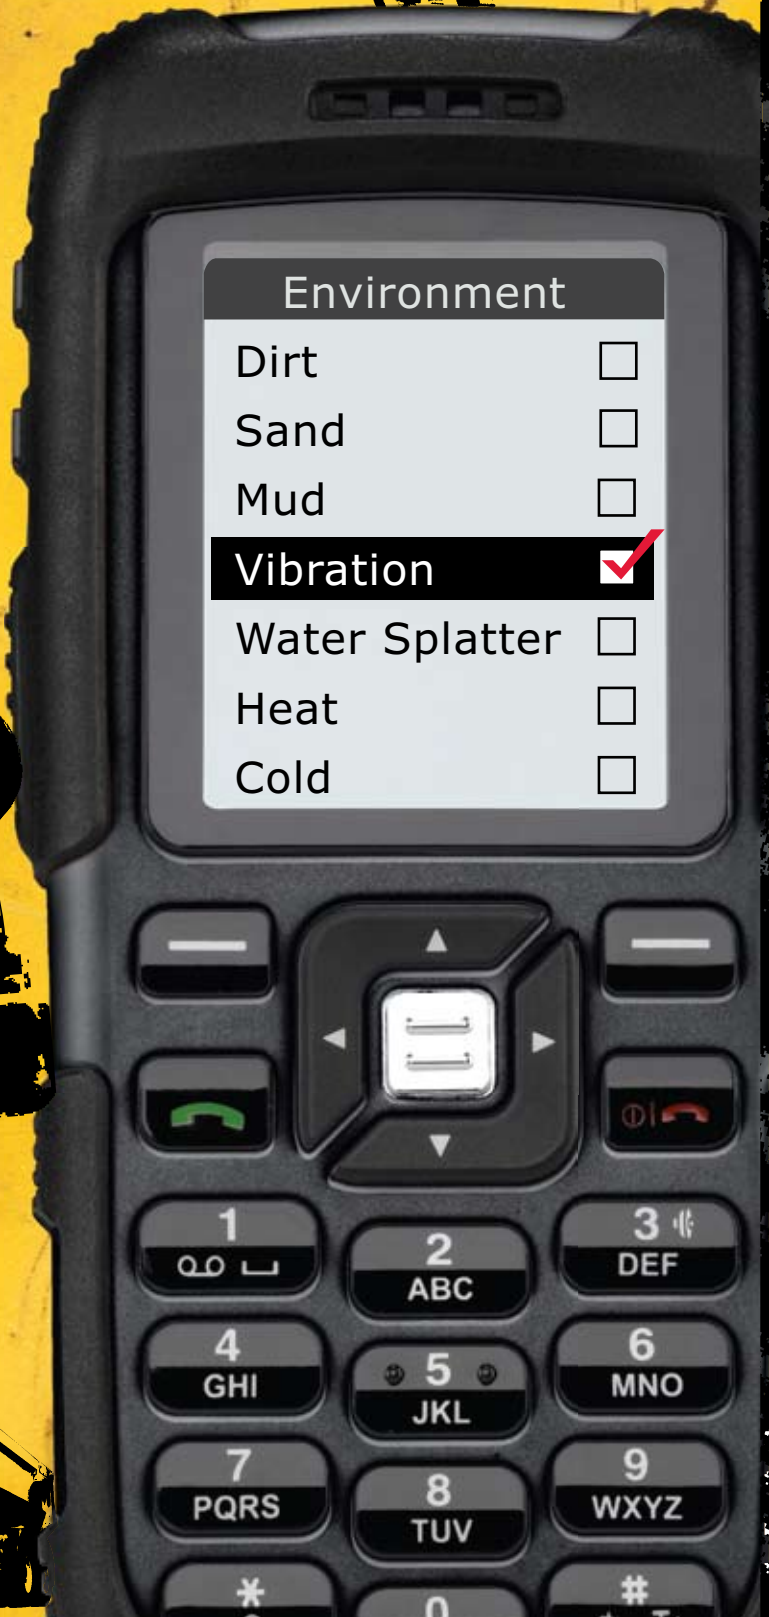 Environment
Dirt
Sand
Mud
Vibration
Water Splatter
Heat
Cold
1
2
ABC
3
DEF
4
GHI
5
JKL
6
MNO
7
PQRS
8
TUV
9
WXYZ
*
0
#